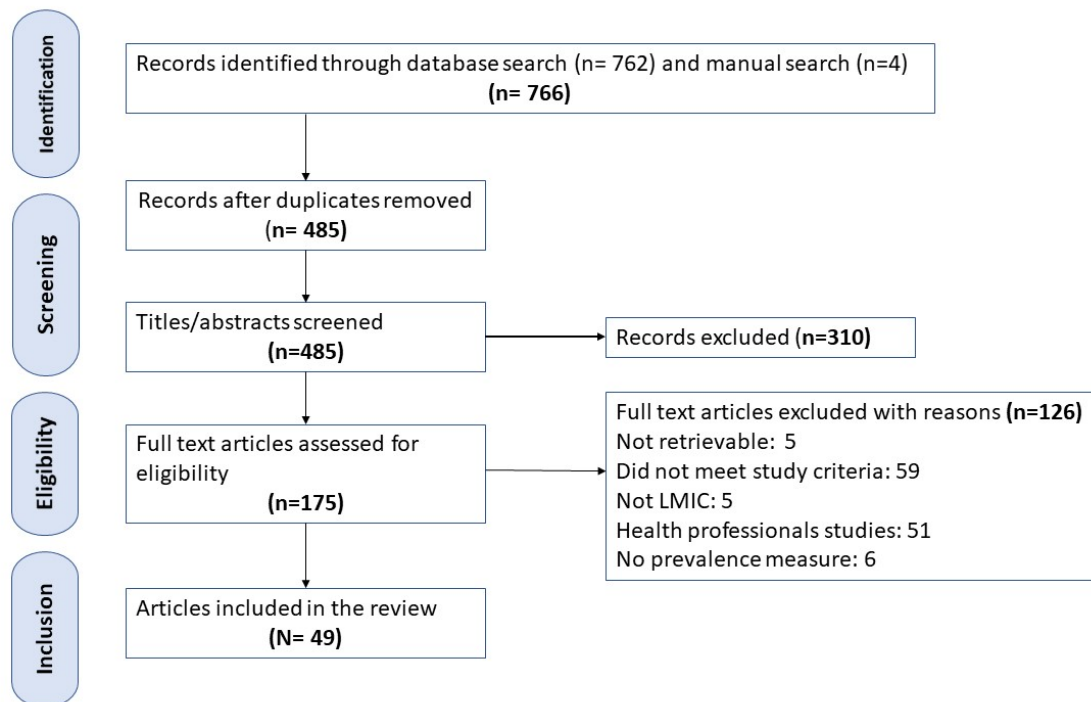 Identification
Records identified through database search (n= 762) and manual search (n=4)
(n= 766)
Screening
Records after duplicates removed
(n= 485)
Titles/abstracts screened
(n=485)
Records excluded (n=310)
Eligibility
Full text articles assessed for
eligibility
(n=175)
Full text articles excluded with reasons (n=126)
Not retrievable: 5
Did not meet study criteria: 59
Not LMIC: 5
Health professionals studies: 51
No prevalence measure: 6
Inclusion
Articles included in the review
(N= 49)